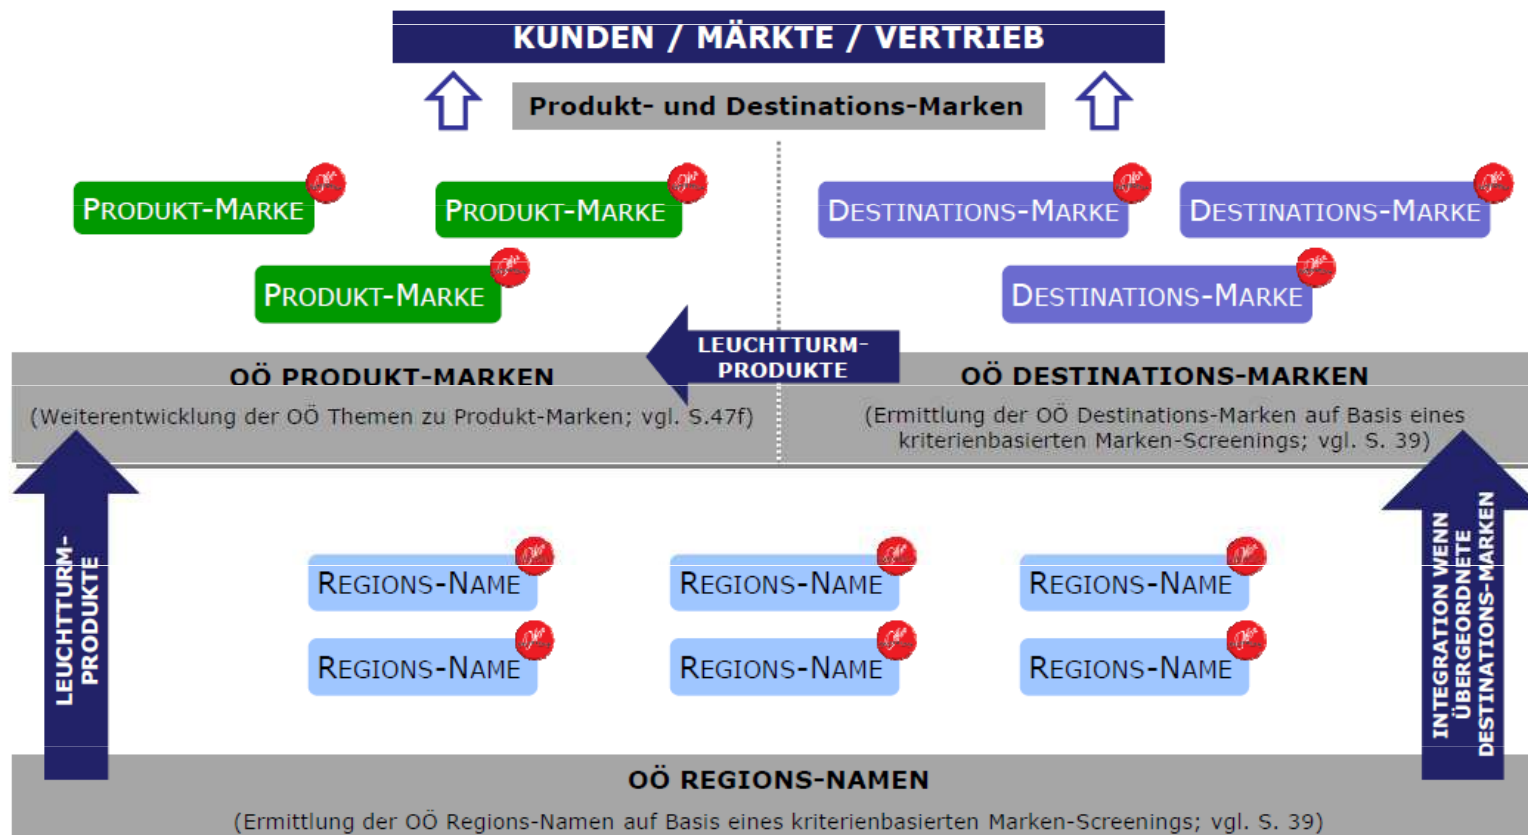 KUNDEN / MÄRKTE / VERTRIEB
Produkt- und Destinations-Marken
PRODUKT-MARKE
PRODUKT-MARKE
DESTINATIONS-MARKE
DESTINATIONS-MARKE
PRODUKT-MARKE
DESTINATIONS-MARKE
LEUCHTTURM-
PRODUKTE
OÖ PRODUKT-MARKEN
(Weiterentwicklung der OÖ Themen zu Produkt-Marken; vgl. S.47f)
OÖ DESTINATIONS-MARKEN
(Ermittlung der OÖ Destinations-Marken auf Basis eines
kriterienbasierten Marken-Screenings; vgl. S. 39)
LEUCHTTURM-
PRODUKTE
REGIONS-NAME
REGIONS-NAME
REGIONS-NAME
REGIONS-NAME
REGIONS-NAME
REGIONS-NAME
INTEGRATION WENN
ÜBERGEORDNETE
DESTINATIONS-MARKEN
OÖ REGIONS-NAMEN
(Ermittlung der OÖ Regions-Namen auf Basis eines kriterienbasierten Marken-Screenings; vgl. S. 39)